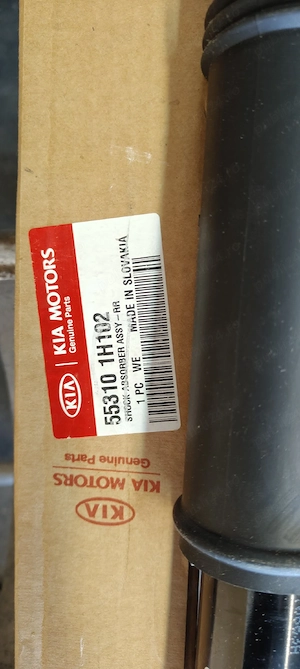 KIA
KIA MOTORS
Genuine Parts
55310 1H102
SHOCK ABSORBER ASSY-RR
1 PC WE MADE IN SLOVAKIA
KIA
KIA MOTORS
Genuine Parts